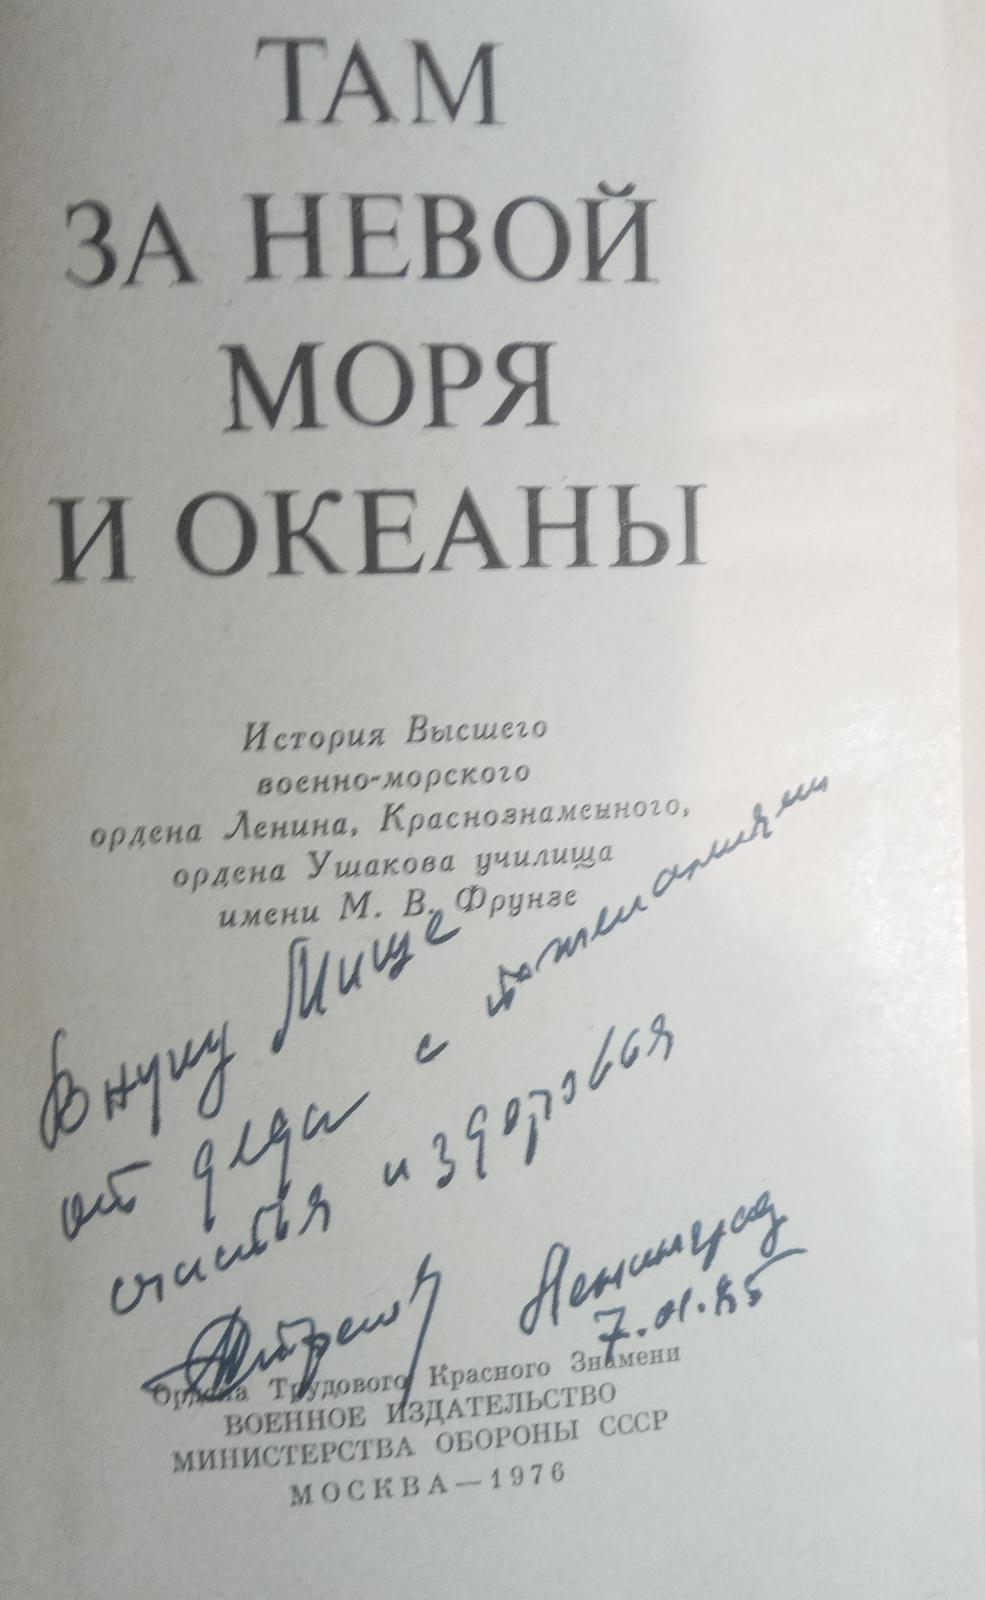 ТАМ
ЗА НЕВОЙ
МОРЯ
И ОКЕАНЫ
История Высшего
военно-морского
ордена Ленина, Краснознаменного,
ордена Ушакова училища
имени М. В. Фрунзе
Внуку Мише
от деда с пожеланиями
счастья и здоровья
Ленинград
7.01.85
Ордена Трудового Красного Знамени
ВОЕННОЕ ИЗДАТЕЛЬСТВО
МИНИСТЕРСТВА ОБОРОНЫ СССР
МОСКВА — 1976